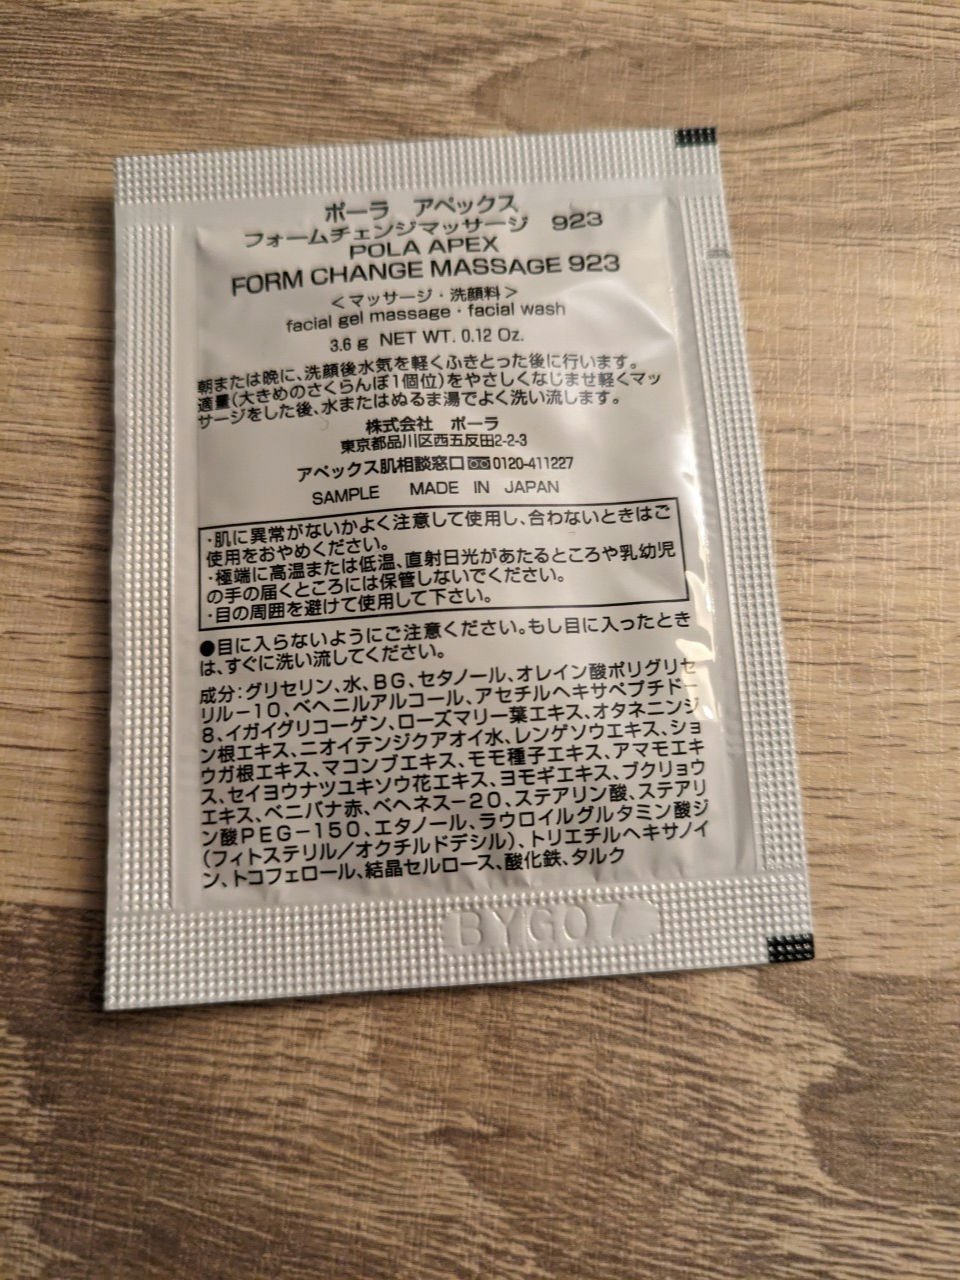 ポーラ アペックス
フォームチェンジマッサージ 923
POLA APEX
FORM CHANGE MASSAGE 923
＜マッサージ・洗顔料＞
facial gel massage・facial wash
3.6 g NET WT. 0.12 Oz.
朝または晩に、洗顔後水気を軽くふきとった後に行います。
適量(大きめのさくらんぼ1個位)をやさしくなじませ軽くマッ
サージをした後、水またはぬるま湯でよく洗い流します。
株式会社 ポーラ
東京都品川区西五反田2-2-3
アペックス肌相談窓口 0120-411227
SAMPLE MADE IN JAPAN
・肌に異常がないかよく注意して使用し、合わないときはご
使用をおやめください。
・極端に高温または低温、直射日光があたるところや乳幼児
の手の届くところには保管しないでください。
・目の周囲を避けて使用して下さい。
●目に入らないようにご注意ください。もし目に入ったとき
は、すぐに洗い流してください。
成分：グリセリン、水、BG、セタノール、オレイン酸ポリグリセ
リルー10、ベヘニルアルコール、アセチルヘキサペプチドー
8、イガイグリコーゲン、ローズマリー葉エキス、オタネニンジ
ン根エキス、ニオイテンジクアオイ水、レンゲソウエキス、ショ
ウガ根エキス、マコンブエキス、モモ種子エキス、アマモエキ
ス、セイヨウナツユキソウ花エキス、ヨモギエキス、ブクリョウ
エキス、ベニバナ赤、ベヘネスー20、ステアリン酸、ステアリ
ン酸PEG－150、エタノール、ラウロイルグルタミン酸ジ
(フィトステリル／オクチルドデシル)、トリエチルヘキサノイ
ン、トコフェロール、結晶セルロース、酸化鉄、タルク
BYG07